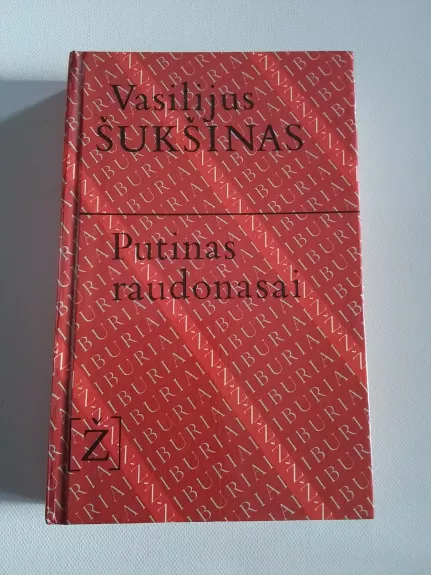 Vasilijus
ŠUKŠINAS
Putinas
raudonasai
[Ž]